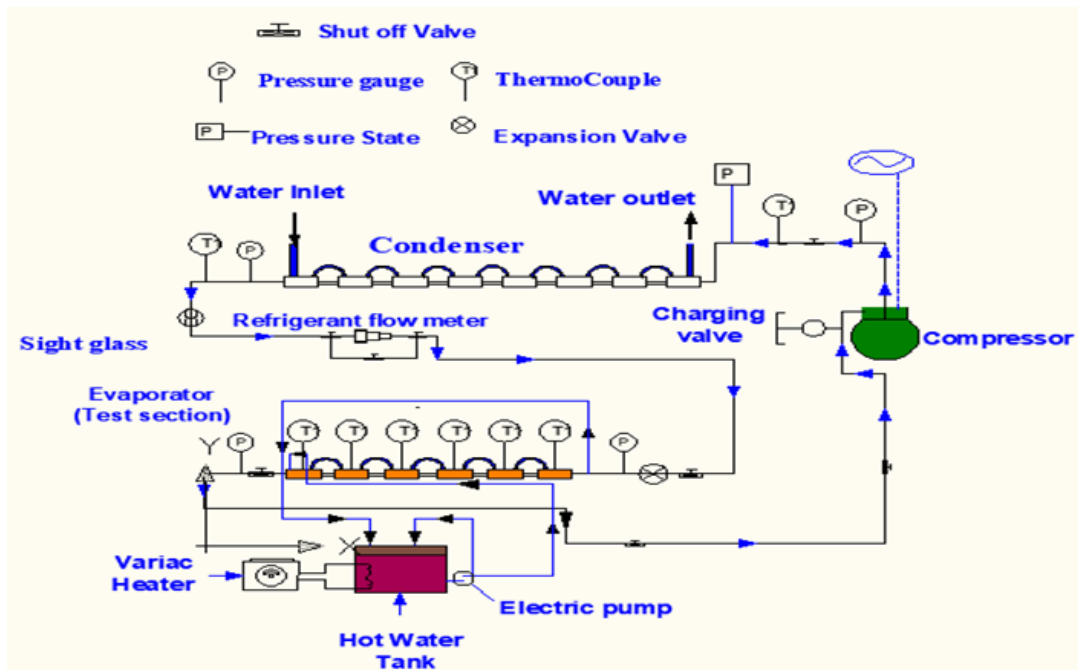 Shut off Valve
P
Pressure gauge
T
ThermoCouple
P
Pressure State
Expansion Valve
Water Inlet
Water outlet
P
T
P
Condenser
T
P
Refrigerant flow meter
Sight glass
Charging
valve
Compressor
Evaporator
(Test section)
Y
P
T
T
T
T
T
T
P
X
Variac
Heater
Electric pump
Hot Water
Tank